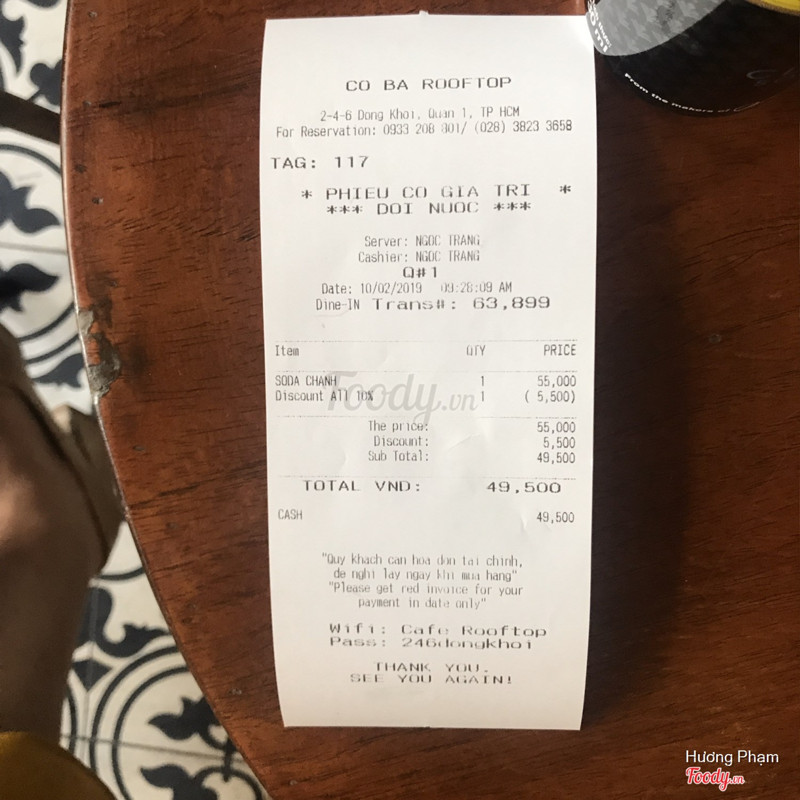 CO BA ROOFTOP
2-4-6 Dong Khoi, Quan 1, TP HCM
For Reservation: 0933 208 801/ (028) 3823 3658
TAG: 117
* PHIEU CO GIA TRI *
*** DOI NUOC ***
Server: NGOC TRANG
Cashier: NGOC TRANG
Q#1
Date: 10/02/2019 09:28:09 AM
Dine-IN Trans#: 63,899
Item QTY PRICE
SODA CHANH 1 55,000
Discount All 10% 1 ( 5,500)
Foody.vn
The price: 55,000
Discount: 5,500
Sub Total: 49,500
TOTAL VND: 49,500
CASH 49,500
"Quy khach can hoa don tai chinh,
de nghi lay ngay khi mua hang"
"Please get red invoice for your
payment in date only"
Wifi: Cafe Rooftop
Pass: 246dongkhoi
THANK YOU.
SEE YOU AGAIN!
From the makers of
Hương Phạm
Foody.vn